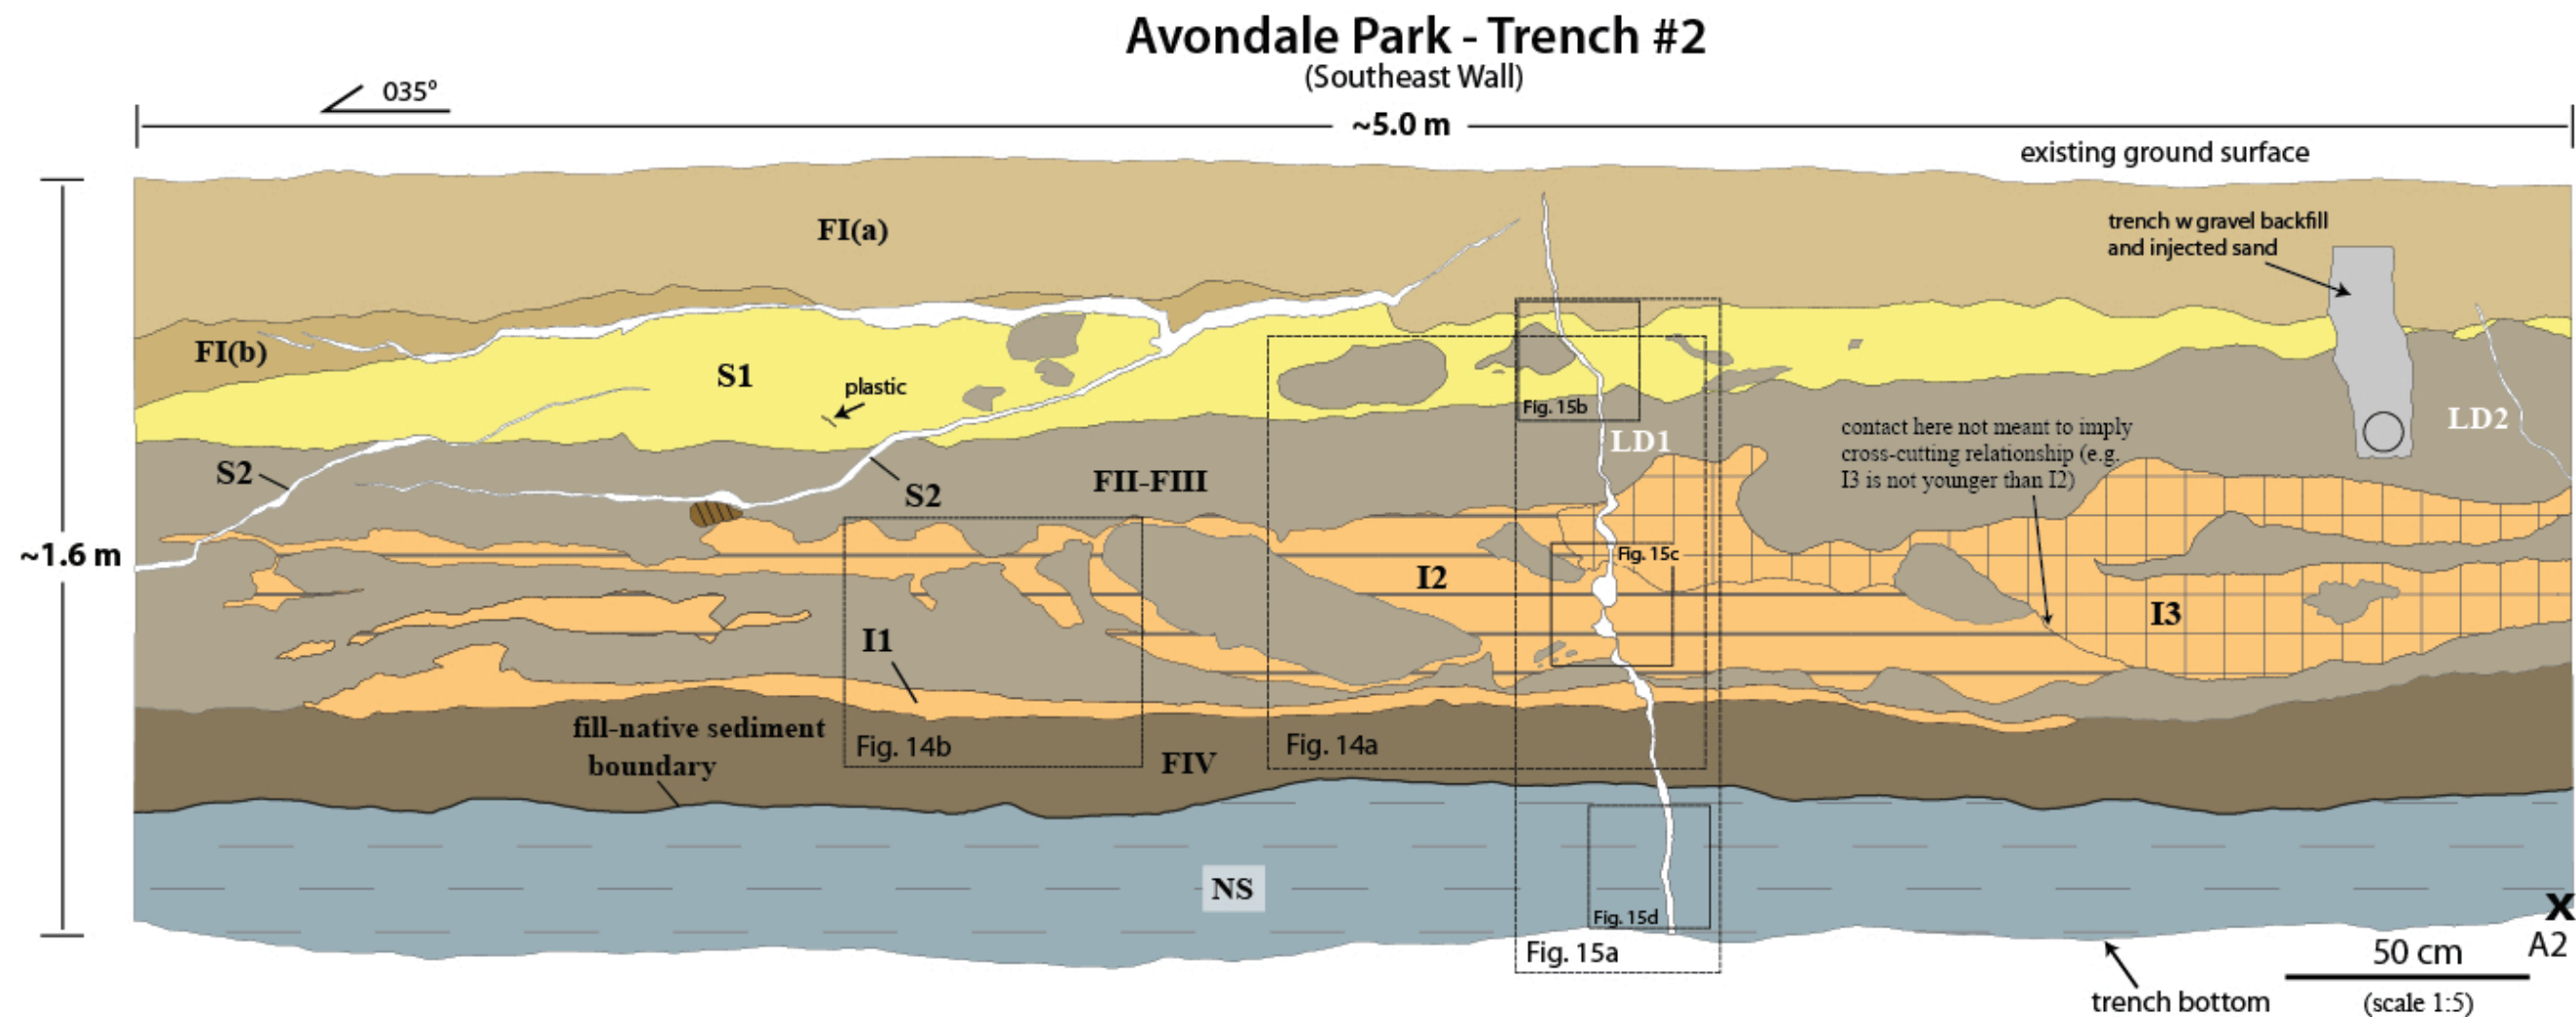 Avondale Park - Trench #2
(Southeast Wall)
035°
~5.0 m
existing ground surface
trench w gravel backfill
and injected sand
FI(a)
FI(b)
S1
plastic
Fig. 15b
LD1
LD2
contact here not meant to imply
cross-cutting relationship (e.g.
I3 is not younger than I2)
S2
S2
FII-FIII
~1.6 m
Fig. 15c
I2
I3
I1
fill-native sediment
boundary
Fig. 14b
Fig. 14a
FIV
NS
Fig. 15d
Fig. 15a
X
A2
50 cm
(scale 1:5)
trench bottom